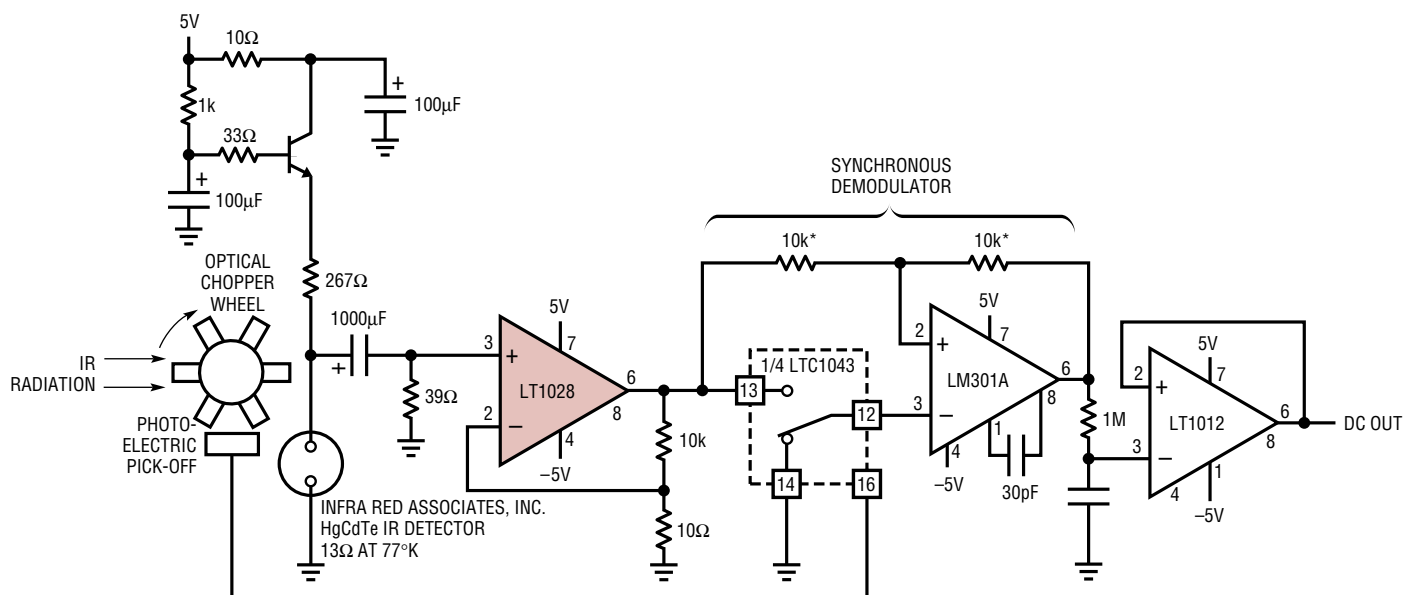 5V
10Ω
1k
+
100µF
33Ω
+
100µF
SYNCHRONOUS
DEMODULATOR
10k*
10k*
OPTICAL
CHOPPER
WHEEL
267Ω
1000µF
+
IR
RADIATION
PHOTO-
ELECTRIC
PICK-OFF
39Ω
5V
7
3
+
LT1028
6
8
2
–
4
–5V
10k
10Ω
INFRA RED ASSOCIATES, INC.
HgCdTe IR DETECTOR
13Ω AT 77°K
1/4 LTC1043
13
12
14
16
5V
7
2
+
LM301A
6
8
3
–
1
4
–5V
30pF
1M
5V
7
2
+
LT1012
6
8
3
–
1
4
–5V
DC OUT